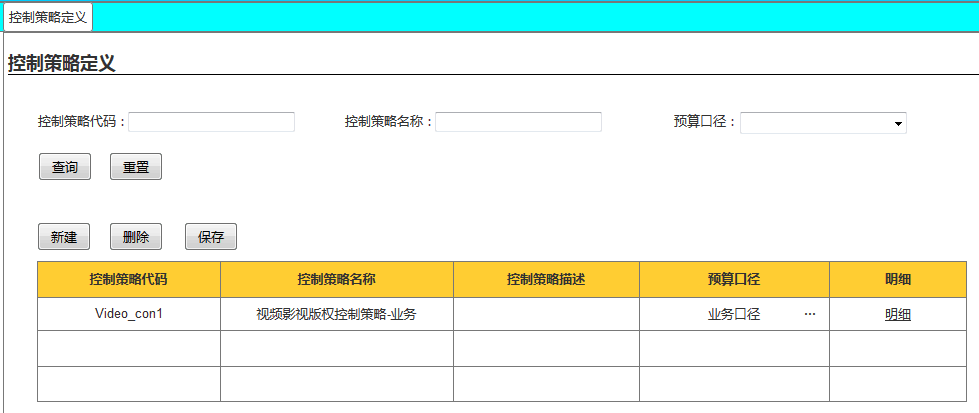 控制策略定义
控制策略定义
控制策略代码： 控制策略名称： 预算口径：
查询 重置
新建 删除 保存
控制策略代码 控制策略名称 控制策略描述 预算口径 明细
Video_con1 视频影视版权控制策略-业务 业务口径 ... 明细